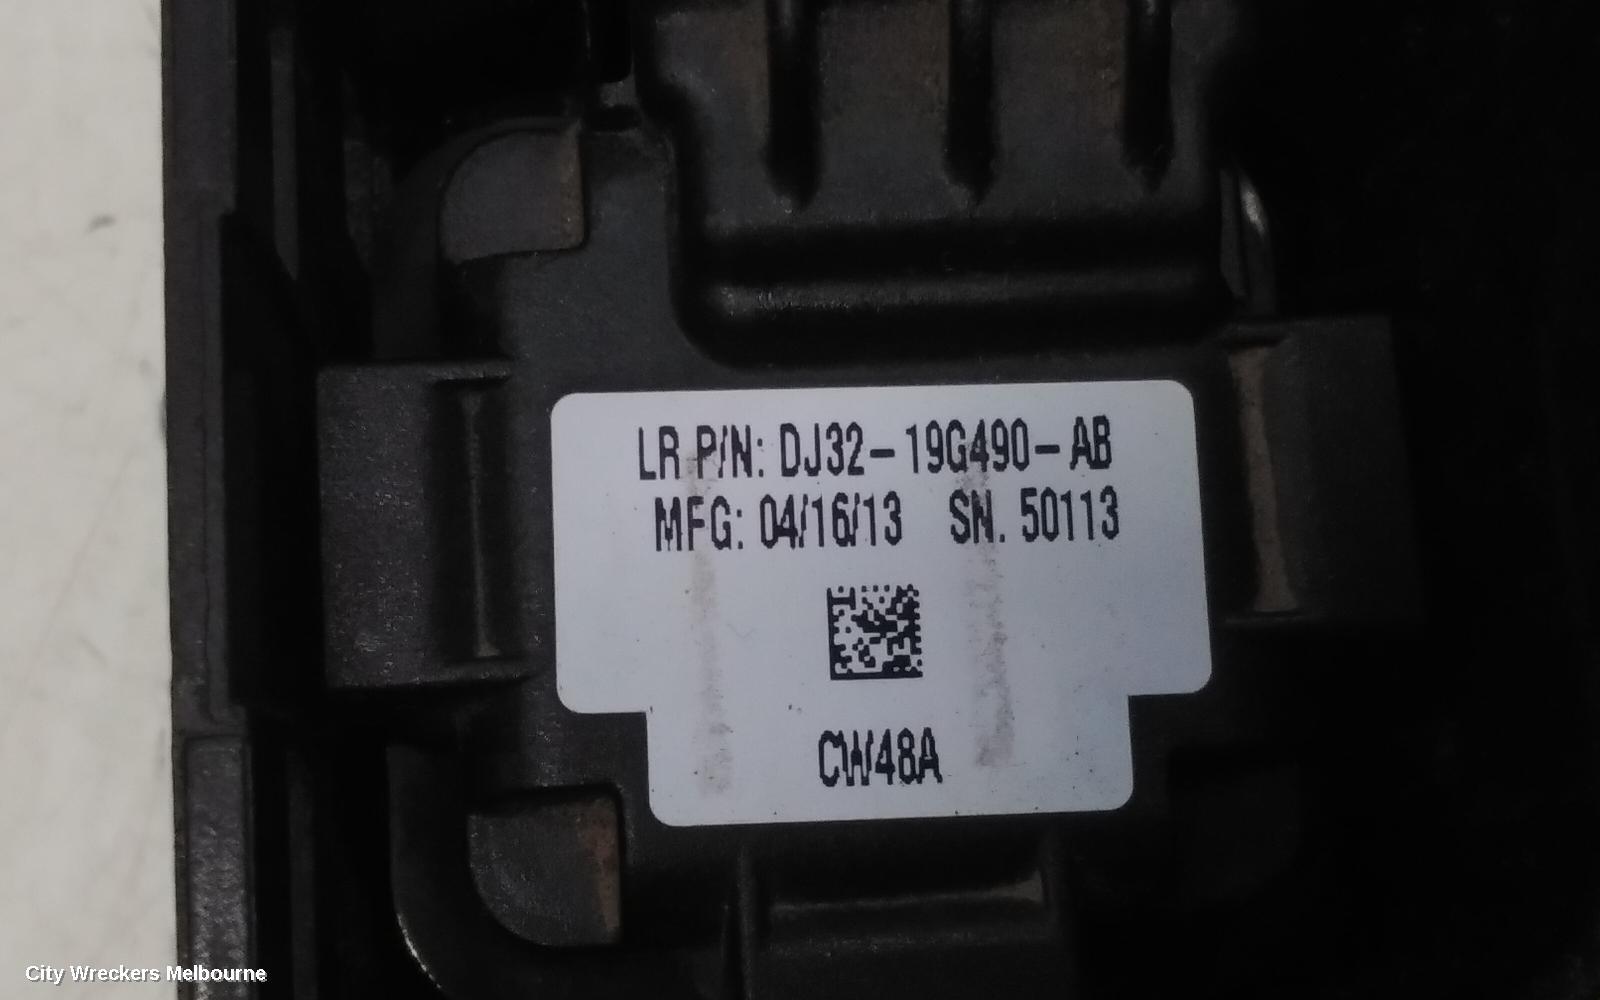 LR P/N: DJ32-19G490-AB
MFG: 04/16/13 SN. 50113
CW48A
City Wreckers Melbourne